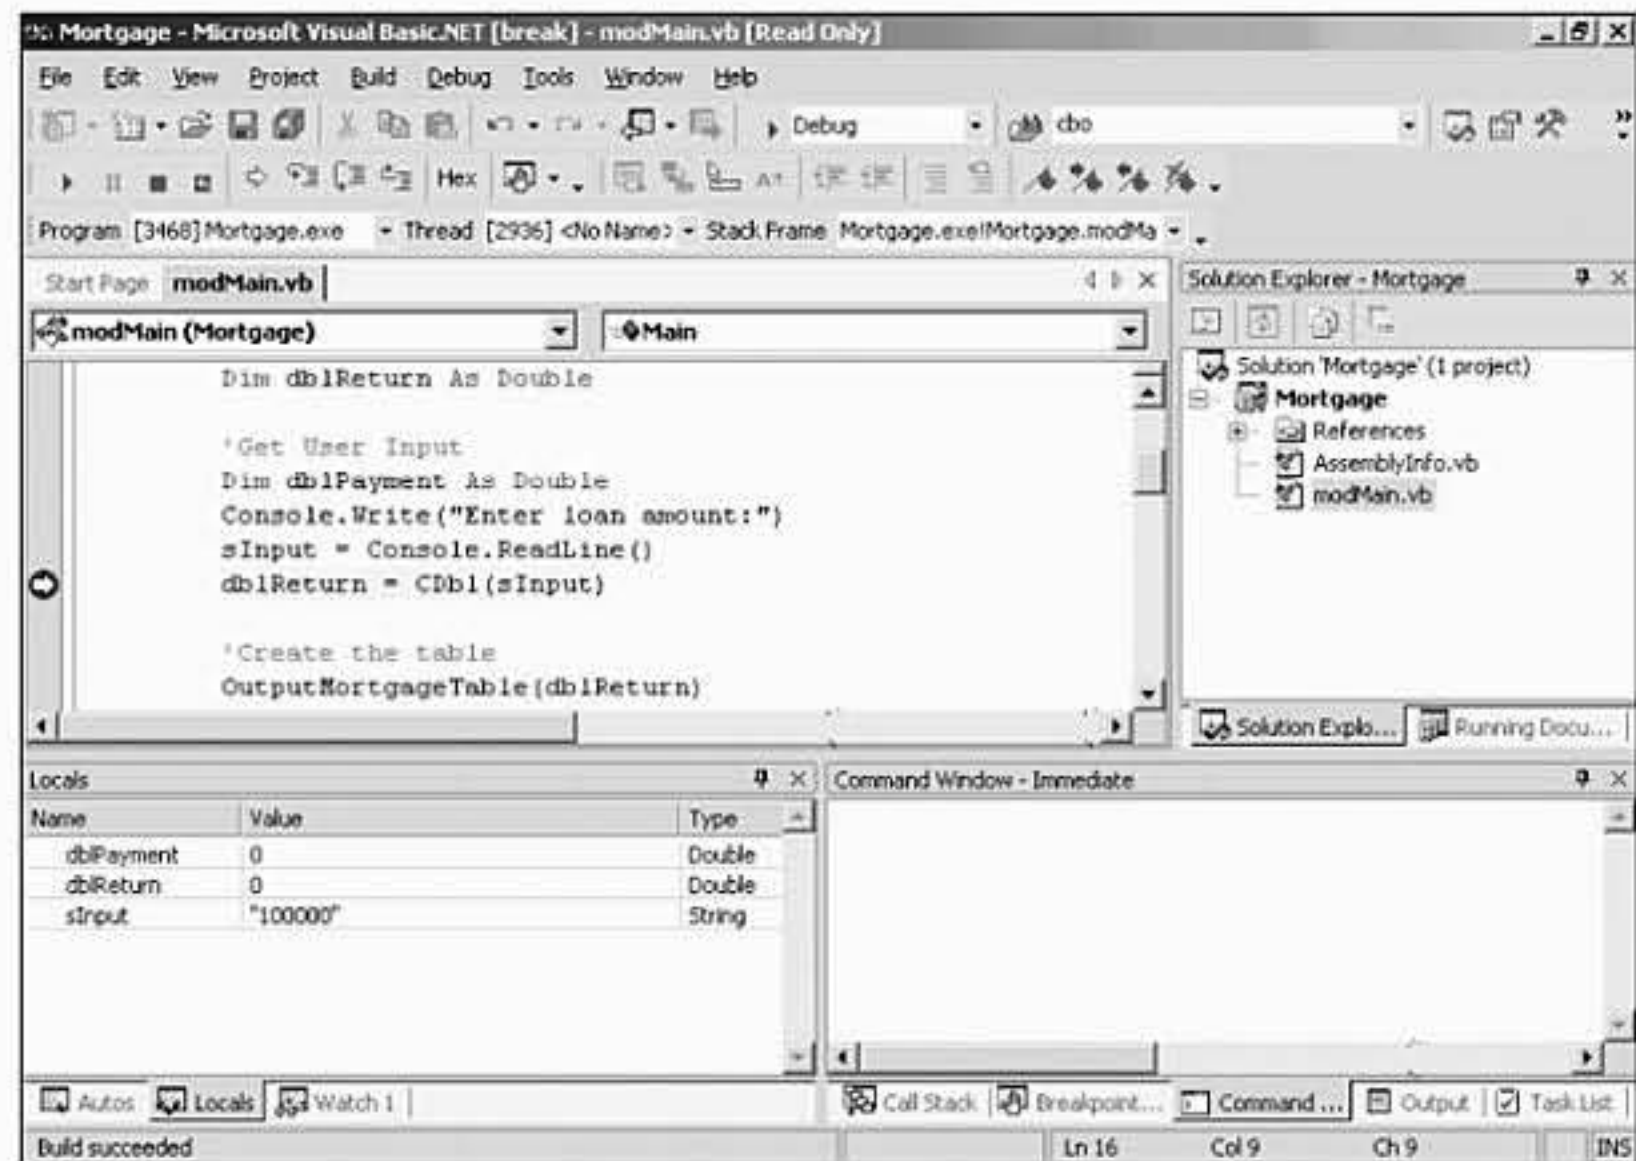 Mortgage - Microsoft Visual Basic.NET [break] - modMain.vb [Read Only]
File Edit View Project Build Debug Tools Window Help
Debug cbo
Hex
Program [3468] Mortgage.exe Thread [2936] <No Name> Stack Frame Mortgage.exe!Mortgage.modMa
Start Page modMain.vb
modMain (Mortgage) Main
Dim dblReturn As Double
'Get User Input
Dim dblPayment As Double
Console.Write("Enter loan amount:")
sInput = Console.ReadLine()
dblReturn = CDbl(sInput)
'Create the table
OutputMortgageTable(dblReturn)
Solution Explorer - Mortgage
Solution 'Mortgage' (1 project)
Mortgage
References
AssemblyInfo.vb
modMain.vb
Solution Explo... Running Docu...
Locals
Name Value Type
dblPayment 0 Double
dblReturn 0 Double
sInput "100000" String
Autos Locals Watch 1
Command Window - Immediate
Call Stack Breakpoint... Command ... Output Task List
Build succeeded Ln 16 Col 9 Ch 9 INS